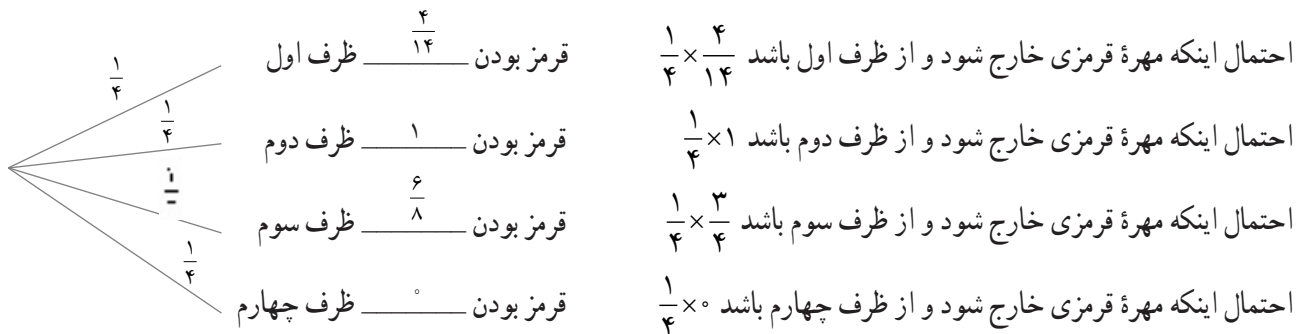 احتمال اینکه مهرهٔ قرمزی خارج شود و از ظرف اول باشد ۱/۴ × ۴/۱۴ قرمز بودن ۴/۱۴ ظرف اول ۱/۴
احتمال اینکه مهرهٔ قرمزی خارج شود و از ظرف دوم باشد ۱/۴ × ۱ قرمز بودن ۱ ظرف دوم ۱/۴
احتمال اینکه مهرهٔ قرمزی خارج شود و از ظرف سوم باشد ۱/۴ × ۳/۴ قرمز بودن ۶/۸ ظرف سوم
احتمال اینکه مهرهٔ قرمزی خارج شود و از ظرف چهارم باشد ۱/۴ × ۰ قرمز بودن ۰ ظرف چهارم ۱/۴